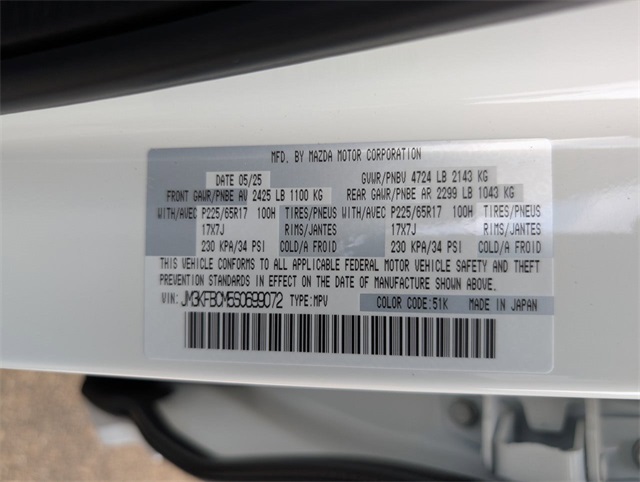 MFD. BY MAZDA MOTOR CORPORATION
DATE 05/25 GVWR/PNBV 4724 LB 2143 KG
FRONT GAWR/PNBE AV 2425 LB 1100 KG REAR GAWR/PNBE AR 2299 LB 1043 KG
WITH/AVEC P225/65R17 100H TIRES/PNEUS WITH/AVEC P225/65R17 100H TIRES/PNEUS
17X7J RIMS/JANTES 17X7J RIMS/JANTES
230 KPA/34 PSI COLD/A FROID 230 KPA/34 PSI COLD/A FROID
THIS VEHICLE CONFORMS TO ALL APPLICABLE FEDERAL MOTOR VEHICLE SAFETY AND THEFT
PREVENTION STANDARDS IN EFFECT ON THE DATE OF MANUFACTURE SHOWN ABOVE.
VIN: JM3KFBCM5S0699072 TYPE:MPV COLOR CODE:51K MADE IN JAPAN